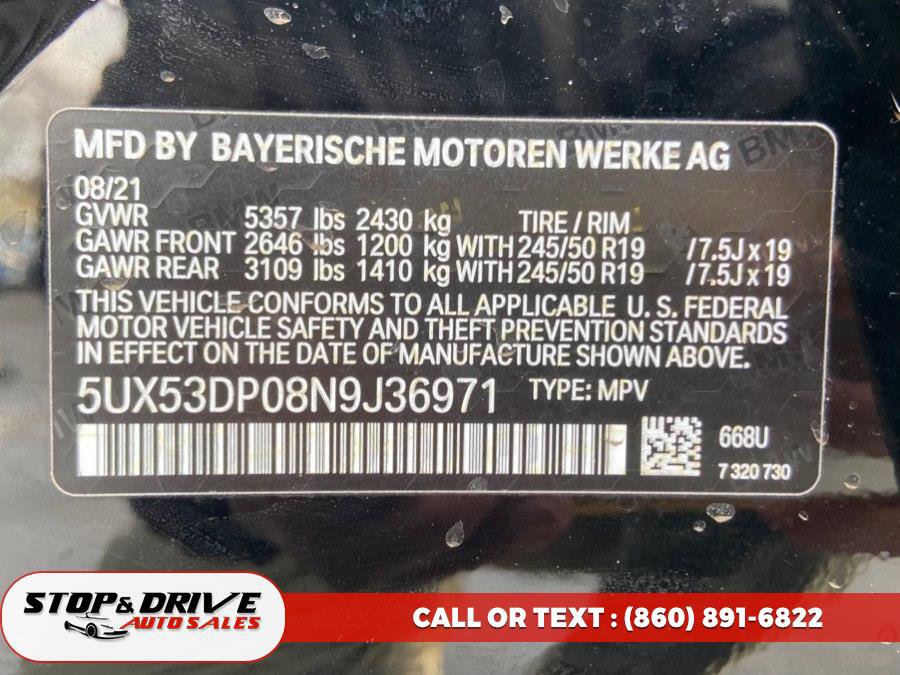 MFD BY BAYERISCHE MOTOREN WERKE AG
08/21
GVWR 5357 lbs 2430 kg TIRE / RIM
GAWR FRONT 2646 lbs 1200 kg WITH 245/50 R19 /7.5J x 19
GAWR REAR 3109 lbs 1410 kg WITH 245/50 R19 /7.5J x 19
THIS VEHICLE CONFORMS TO ALL APPLICABLE U. S. FEDERAL
MOTOR VEHICLE SAFETY AND THEFT PREVENTION STANDARDS
IN EFFECT ON THE DATE OF MANUFACTURE SHOWN ABOVE.
5UX53DP08N9J36971 TYPE: MPV
668U
7 320 730
STOP & DRIVE
AUTO SALES
CALL OR TEXT : (860) 891-6822